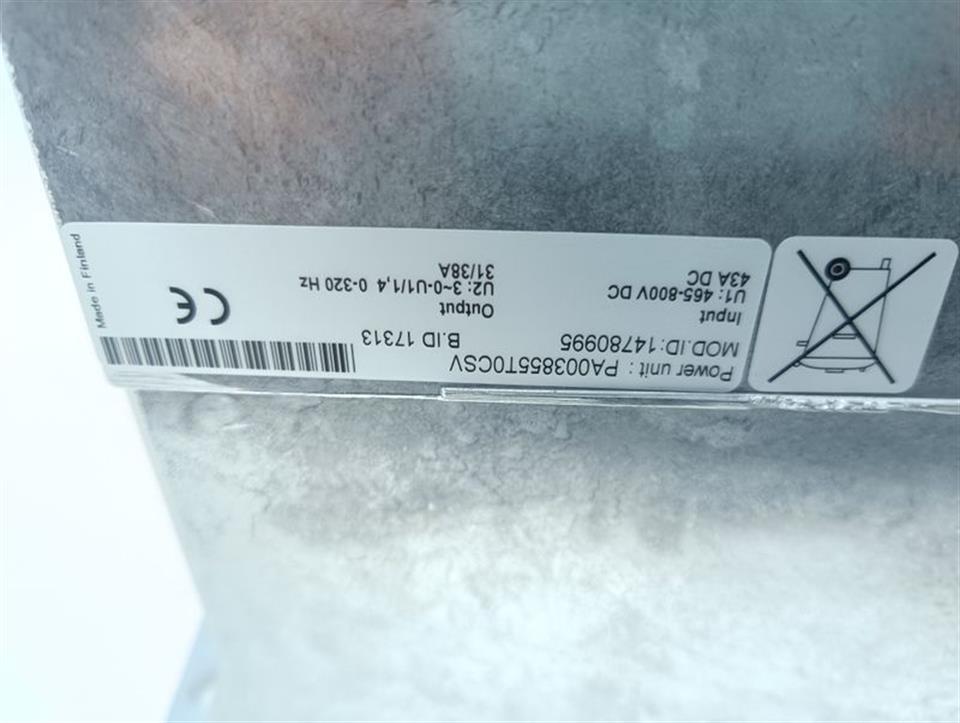 Power unit : PA003855T0CSV
MOD.ID:14780995
B.ID 17313
Input
U1: 465-800V DC
43A DC
Output
U2: 3~0-U1/1,4 0-320 Hz
31/38A
CE
Made in Finland